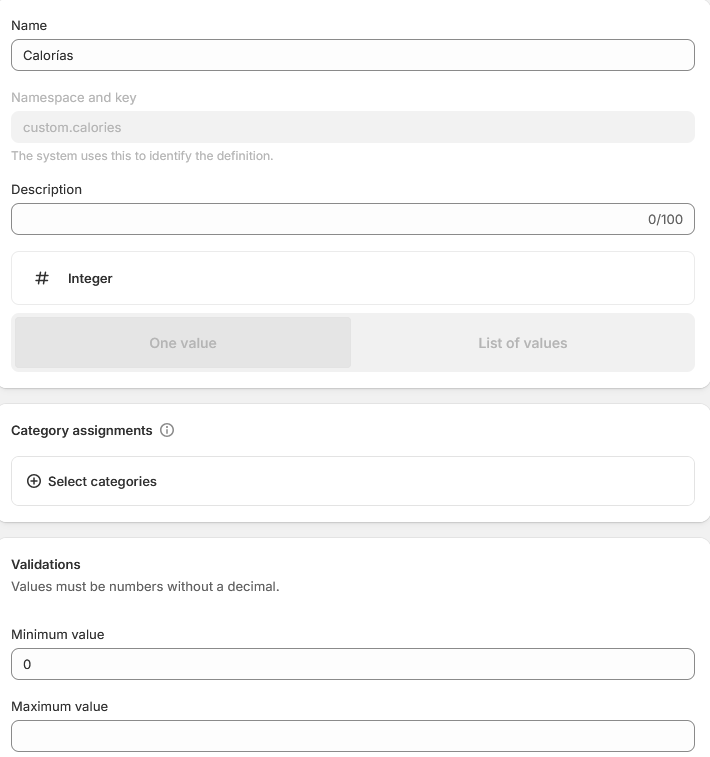 Name
Calorías
Namespace and key
custom.calories
The system uses this to identify the definition.
Description
0/100
# Integer
One value List of values
Category assignments
Select categories
Validations
Values must be numbers without a decimal.
Minimum value
0
Maximum value